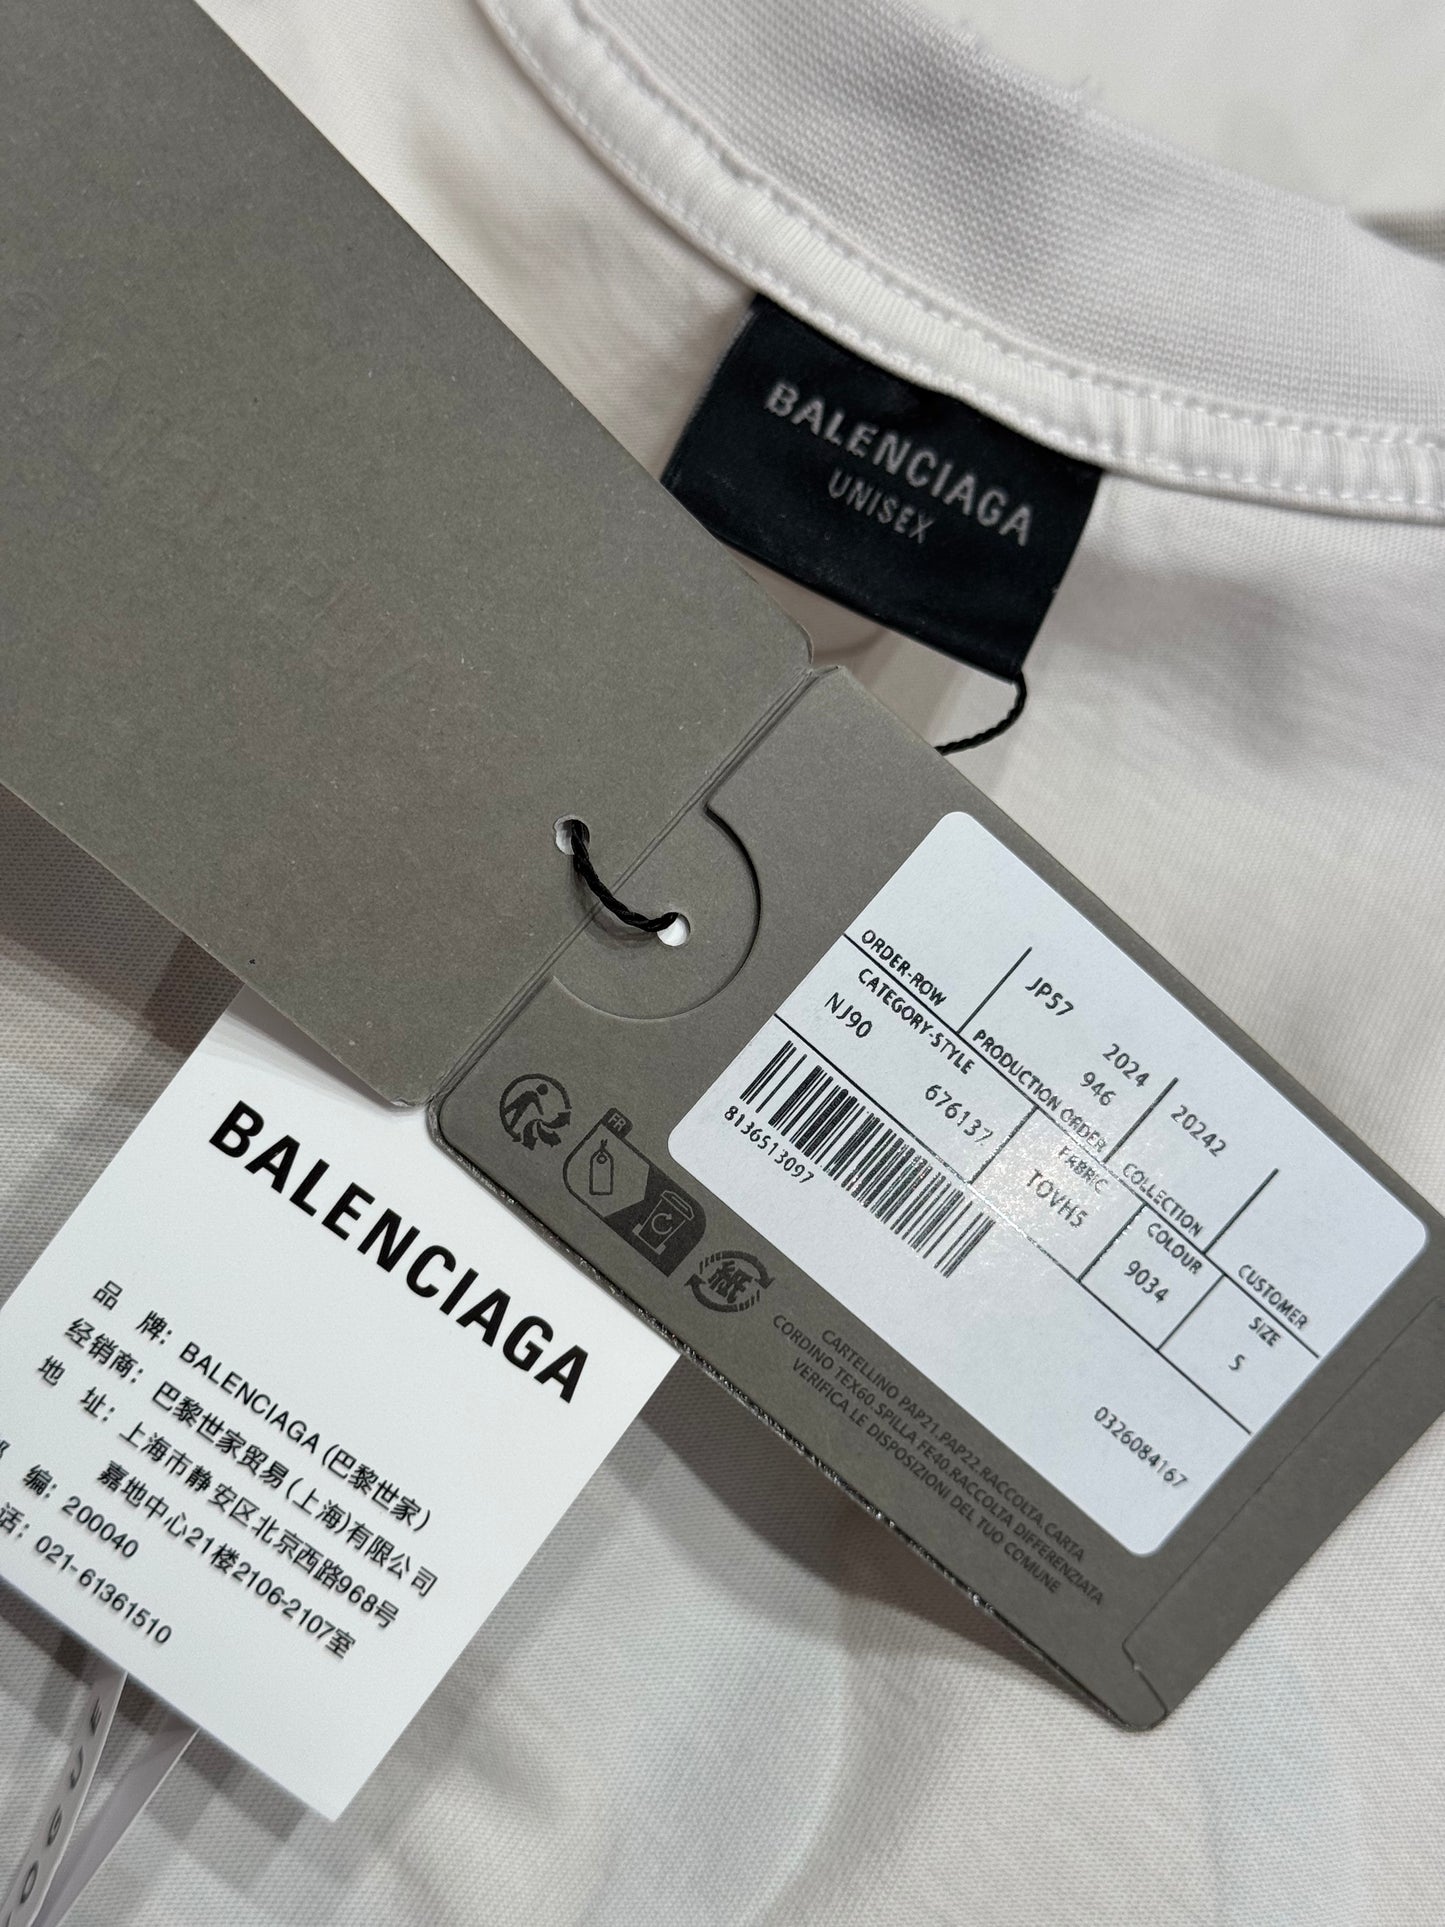 BALENCIAGA
UNISEX
ORDER-ROW
JP57 2024
946
20242
CATEGORY-STYLE
PRODUCTION ORDER
COLLECTION
CUSTOMER
NJ90
676137
FABRIC
TOVH5
COLOUR
9034
SIZE
S
8136513097
0326084167
FR
紙
CARTELLINO PAP21.PAP22.RACCOLTA CARTA
CORDINO TEX60.SPILLA FE40.RACCOLTA DIFFERENZIATA
VERIFICA LE DISPOSIZIONI DEL TUO COMUNE
BALENCIAGA
品 牌: BALENCIAGA (巴黎世家)
经销商: 巴黎世家贸易(上海)有限公司
地 址: 上海市静安区北京西路968号
嘉地中心21楼2106-2107室
编: 200040
话: 021-61361510